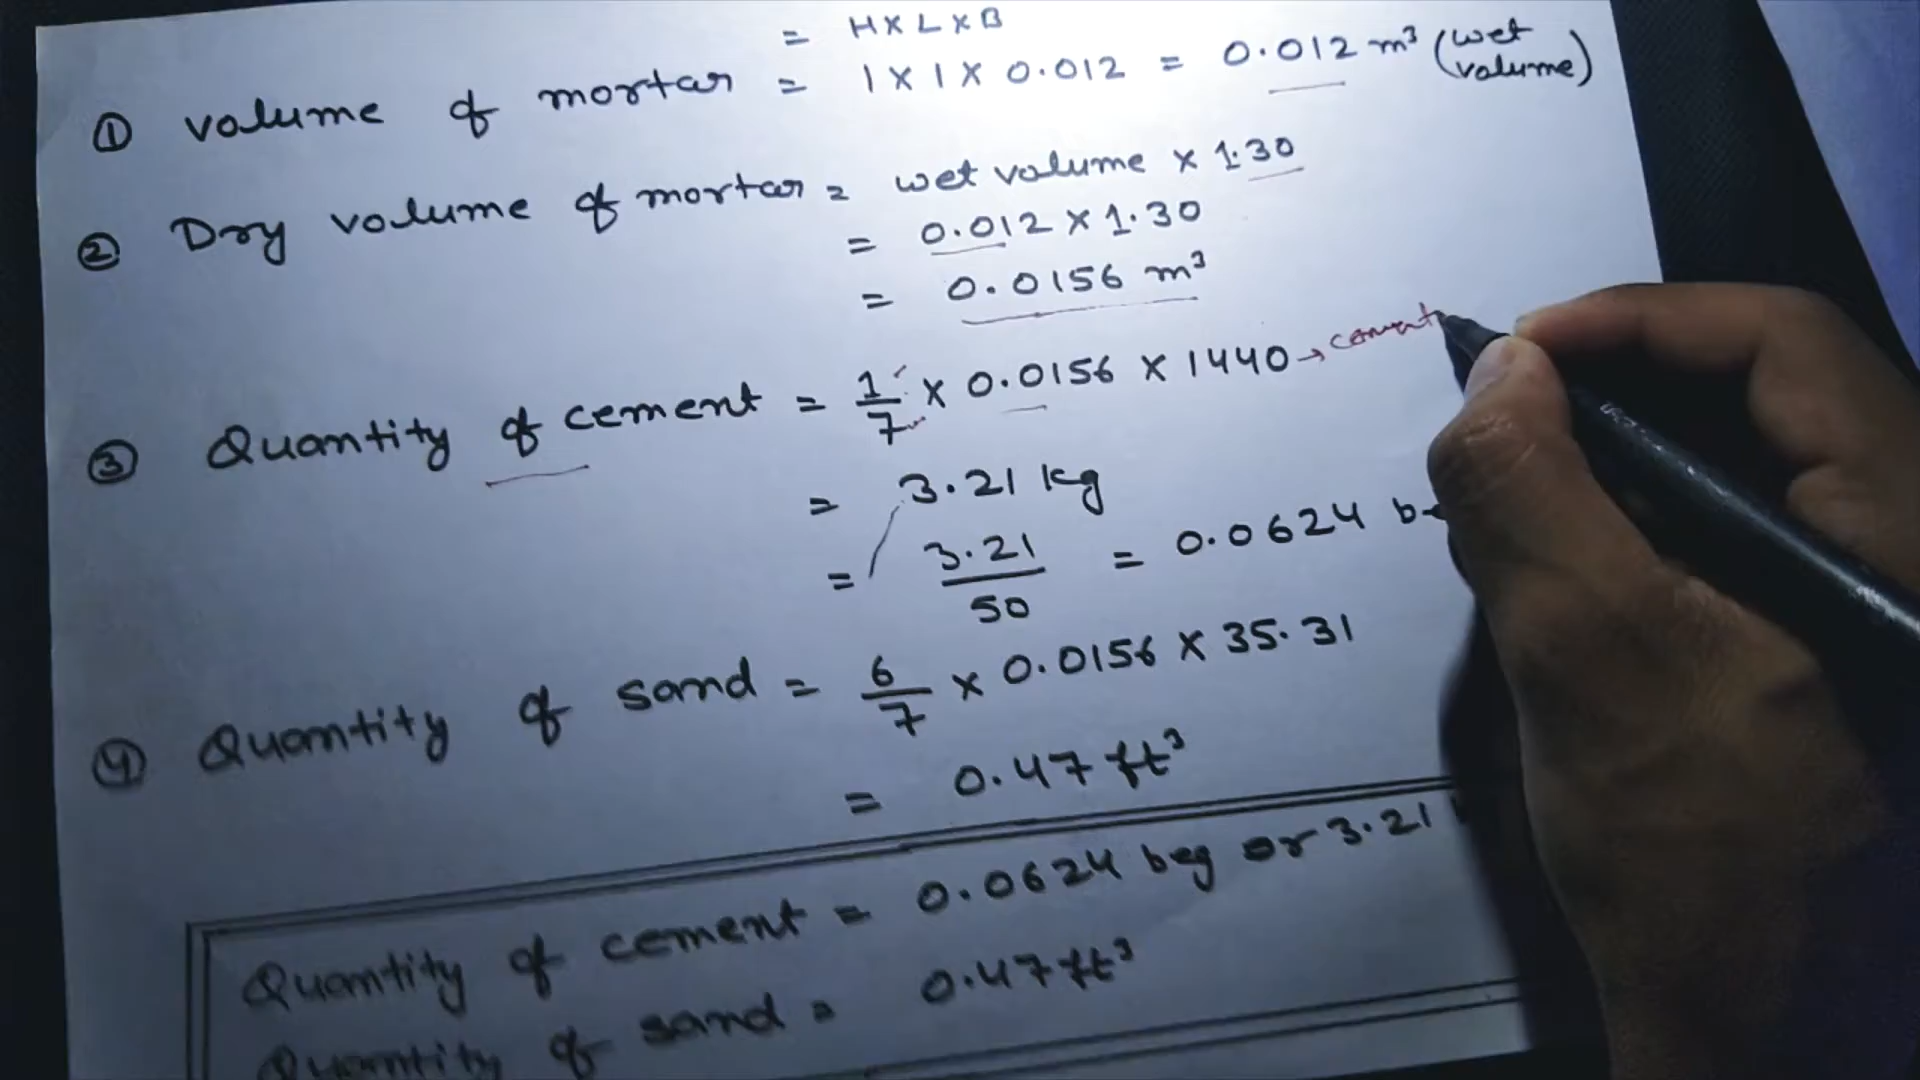 = H x L x B
① volume of mortar = 1 x 1 x 0.012 = 0.012 m³ (wet volume)
② Dry volume of mortar = wet volume x 1.30
= 0.012 x 1.30
= 0.0156 m³
③ Quantity of cement = 1/7 x 0.0156 x 1440 → cement
= 3.21 kg
= 3.21/50 = 0.0624 b
④ Quantity of sand = 6/7 x 0.0156 x 35.31
= 0.47 ft³
Quantity of cement = 0.0624 beg or 3.21
Quantity of sand = 0.47 ft³